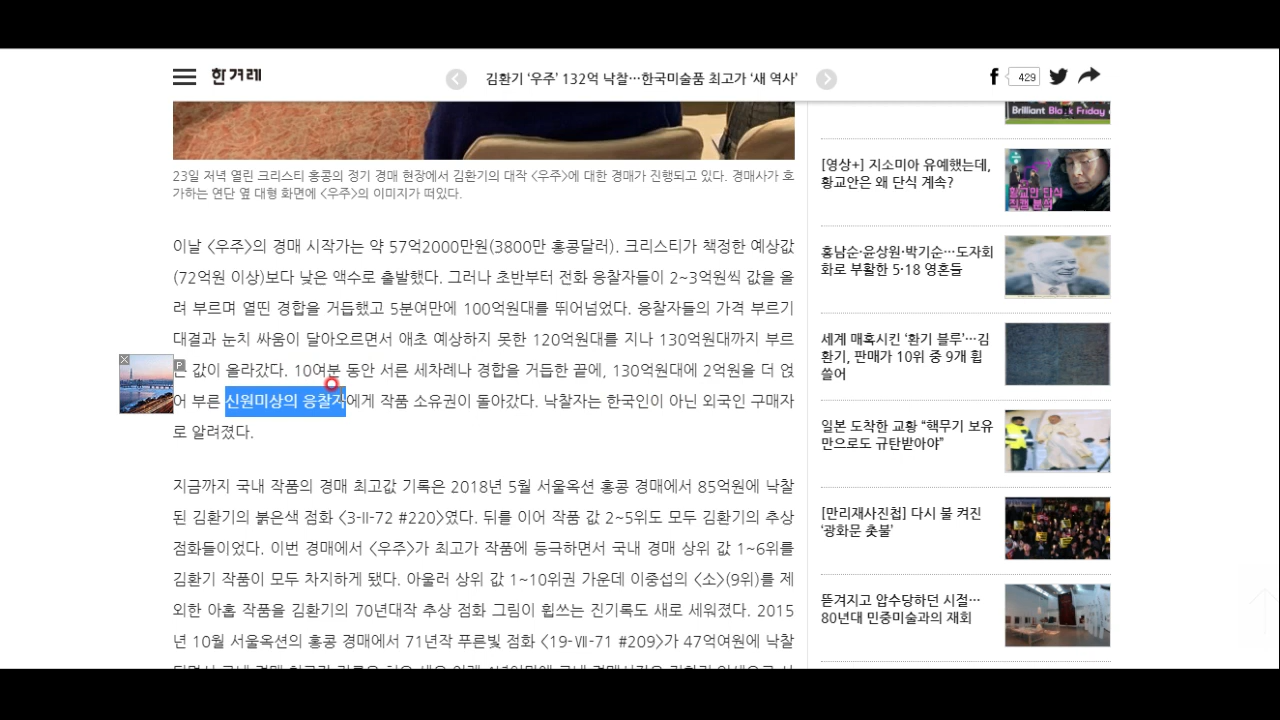 한겨레
김환기 ‘우주’ 132억 낙찰…한국미술품 최고가 ‘새 역사’
429
23일 저녁 열린 크리스티 홍콩의 정기 경매 현장에서 김환기의 대작 <우주>에 대한 경매가 진행되고 있다. 경매사가 호
가하는 연단 옆 대형 화면에 <우주>의 이미지가 떠있다.
이날 <우주>의 경매 시작가는 약 57억2000만원(3800만 홍콩달러). 크리스티가 책정한 예상값
(72억원 이상)보다 낮은 액수로 출발했다. 그러나 초반부터 전화 응찰자들이 2~3억원씩 값을 올
려 부르며 열띤 경합을 거듭했고 5분여만에 100억원대를 뛰어넘었다. 응찰자들의 가격 부르기
대결과 눈치 싸움이 달아오르면서 애초 예상하지 못한 120억원대를 지나 130억원대까지 부르
는 값이 올라갔다. 10여분 동안 서른 세차례나 경합을 거듭한 끝에, 130억원대에 2억원을 더 얹
어 부른 신원미상의 응찰자에게 작품 소유권이 돌아갔다. 낙찰자는 한국인이 아닌 외국인 구매자
로 알려졌다.
지금까지 국내 작품의 경매 최고값 기록은 2018년 5월 서울옥션 홍콩 경매에서 85억원에 낙찰
된 김환기의 붉은색 점화 <3-Ⅱ-72 #220>였다. 뒤를 이어 작품 값 2~5위도 모두 김환기의 추상
점화들이었다. 이번 경매에서 <우주>가 최고가 작품에 등극하면서 국내 경매 상위 값 1~6위를
김환기 작품이 모두 차지하게 됐다. 아울러 상위 값 1~10위권 가운데 이중섭의 <소>(9위)를 제
외한 아홉 작품을 김환기의 70년대작 추상 점화 그림이 휩쓰는 진기록도 새로 세워졌다. 2015
년 10월 서울옥션의 홍콩 경매에서 71년작 푸른빛 점화 <19-Ⅶ-71 #209>가 47억여원에 낙찰
Brilliant Black Friday
[영상+] 지소미아 유예했는데,
황교안은 왜 단식 계속?
황교안 단식
직캠 분석
홍남순·윤상원·박기순…도자회
화로 부활한 5·18 영혼들
세계 매혹시킨 ‘환기 블루’…김
환기, 판매가 10위 중 9개 휩
쓸어
일본 도착한 교황 “핵무기 보유
만으로도 규탄받아야”
[만리재사진첩] 다시 불 켜진
‘광화문 촛불’
뜯겨지고 압수당하던 시절…
80년대 민중미술과의 재회